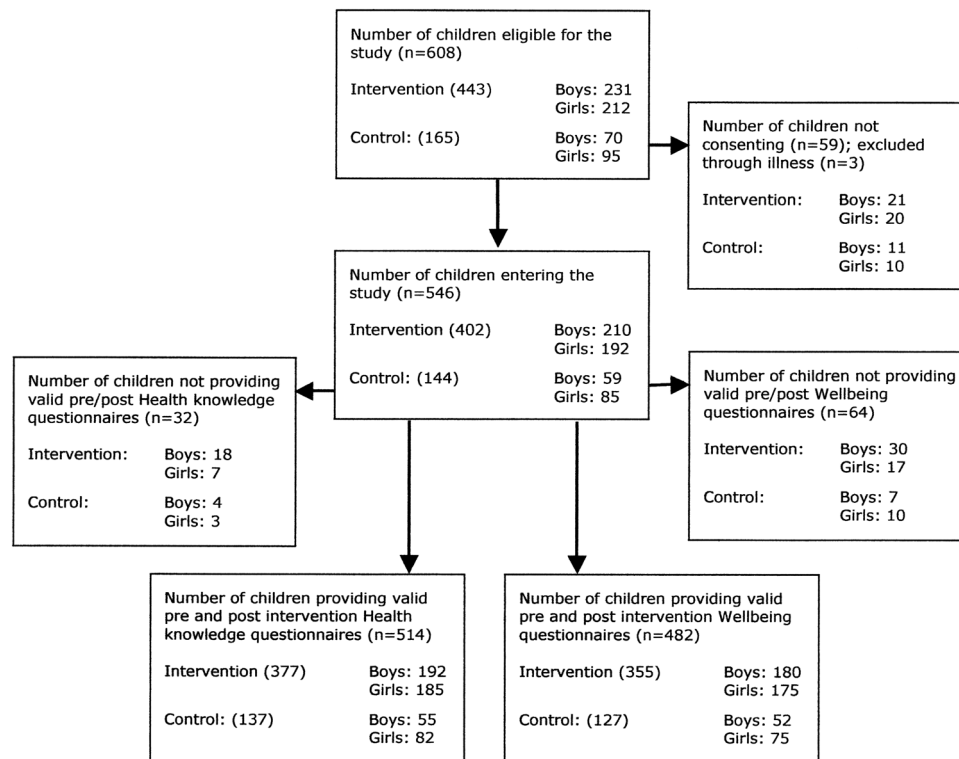 Number of children eligible for the
study (n=608)
Intervention (443) Boys: 231
Girls: 212
Control: (165) Boys: 70
Girls: 95
Number of children not
consenting (n=59); excluded
through illness (n=3)
Intervention: Boys: 21
Girls: 20
Control: Boys: 11
Girls: 10
Number of children entering the
study (n=546)
Intervention (402) Boys: 210
Girls: 192
Control: (144) Boys: 59
Girls: 85
Number of children not providing
valid pre/post Health knowledge
questionnaires (n=32)
Intervention: Boys: 18
Girls: 7
Control: Boys: 4
Girls: 3
Number of children not providing
valid pre/post Wellbeing
questionnaires (n=64)
Intervention: Boys: 30
Girls: 17
Control: Boys: 7
Girls: 10
Number of children providing valid
pre and post intervention Health
knowledge questionnaires (n=514)
Intervention (377) Boys: 192
Girls: 185
Control: (137) Boys: 55
Girls: 82
Number of children providing valid
pre and post intervention Wellbeing
questionnaires (n=482)
Intervention (355) Boys: 180
Girls: 175
Control: (127) Boys: 52
Girls: 75